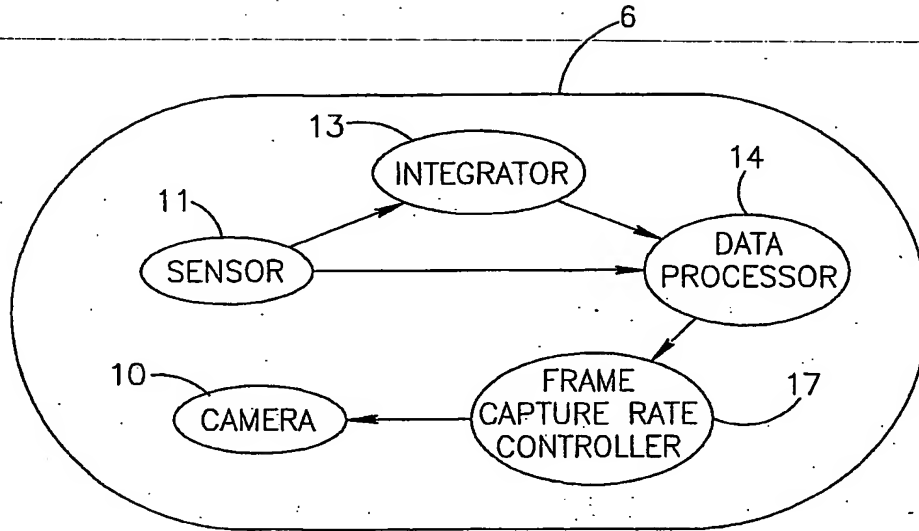 6
13
INTEGRATOR
14
11
DATA
PROCESSOR
SENSOR
10
FRAME
CAPTURE RATE
CONTROLLER
17
CAMERA